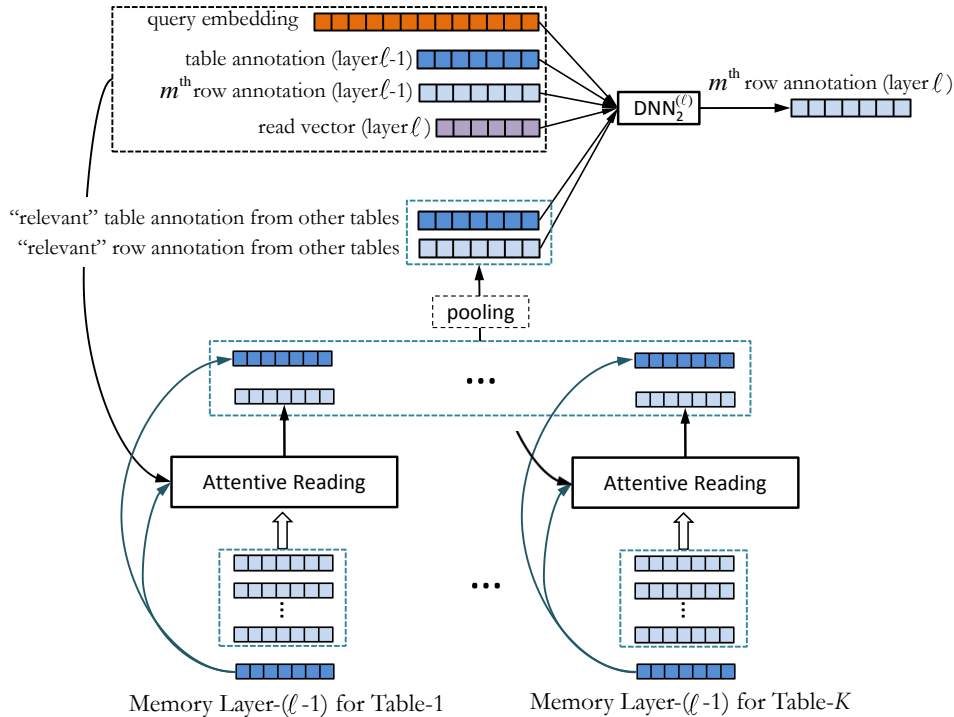 query embedding
table annotation (layer ℓ-1)
mᵗʰ row annotation (layer ℓ-1)
read vector (layer ℓ)
DNN₂⁽ℓ⁾
mᵗʰ row annotation (layer ℓ)
“relevant” table annotation from other tables
“relevant” row annotation from other tables
pooling
...
Attentive Reading
Attentive Reading
...
Memory Layer-(ℓ-1) for Table-1
Memory Layer-(ℓ-1) for Table-K